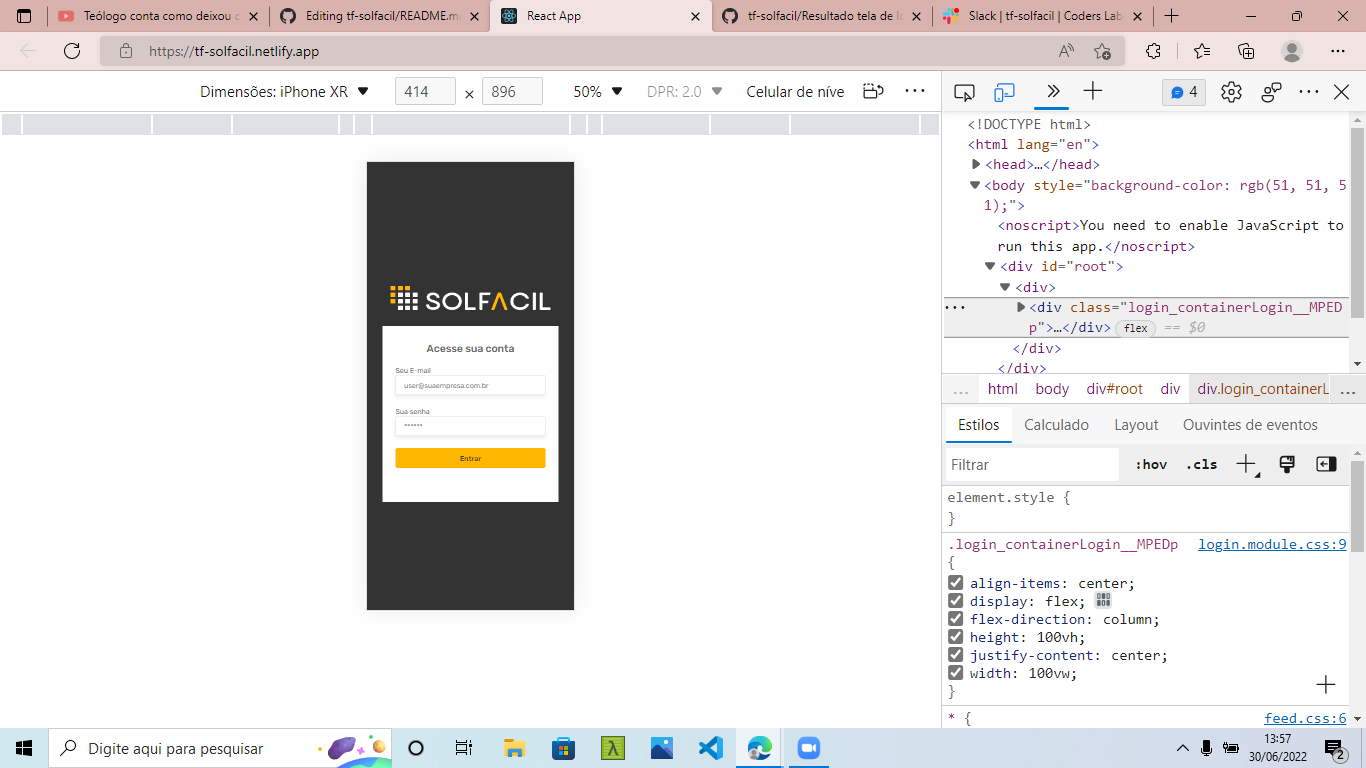 Teólogo conta como deixou
Editing tf-solfacil/README.m
React App
tf-solfacil/Resultado tela de lo
Slack | tf-solfacil | Coders Lab
https://tf-solfacil.netlify.app
Dimensões: iPhone XR
414 × 896
50%
DPR: 2.0
Celular de níve
4
<!DOCTYPE html>
<html lang="en">
<head>…</head>
<body style="background-color: rgb(51, 51, 5
1);">
<noscript>You need to enable JavaScript to
run this app.</noscript>
<div id="root">
<div>
<div class="login_containerLogin__MPED
p">…</div> flex == $0
</div>
</div>
... html body div#root div div.login_containerL ...
SOLFACIL
Acesse sua conta
Seu E-mail
user@suaempresa.com.br
Sua senha
******
Entrar
Estilos Calculado Layout Ouvintes de eventos
Filtrar :hov .cls
element.style {
}
.login_containerLogin__MPEDp login.module.css:9
{
align-items: center;
display: flex;
flex-direction: column;
height: 100vh;
justify-content: center;
width: 100vw;
}
* { feed.css:6
Digite aqui para pesquisar
13:57
30/06/2022
2